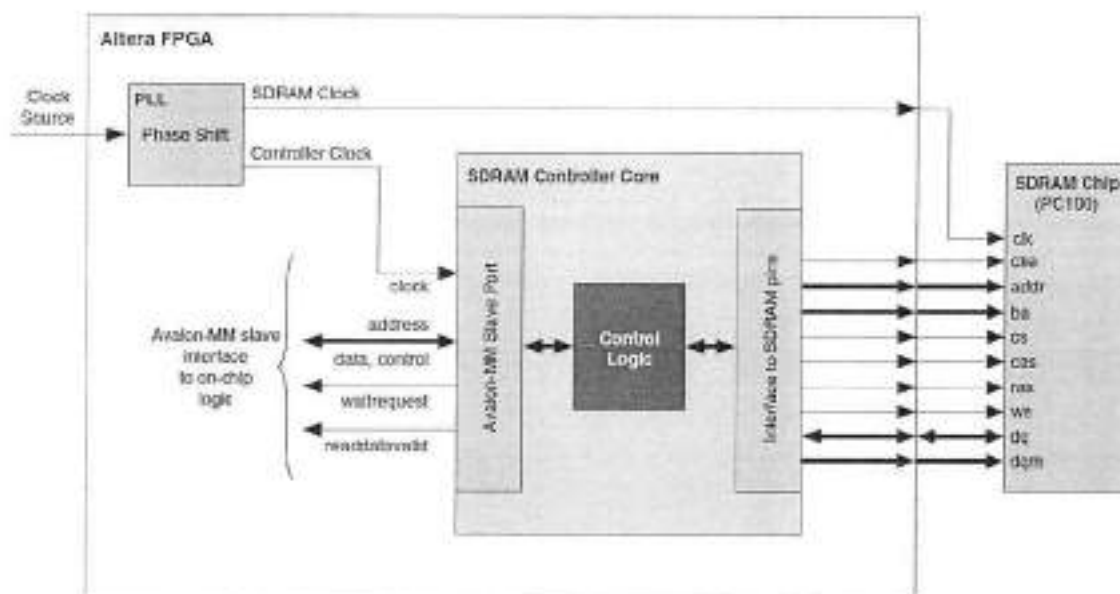 Altera FPGA
Clock
Source
PLL
Phase Shift
SDRAM Clock
Controller Clock
SDRAM Controller Core
SDRAM Chip
(PC100)
Avalon-MM slave
interface
to on-chip
logic
clock
address
data, control
waitrequest
readdatavalid
Avalon-MM Slave Port
Control
Logic
Interface to SDRAM pins
clk
cke
addr
ba
cs
cas
ras
we
dq
dqm